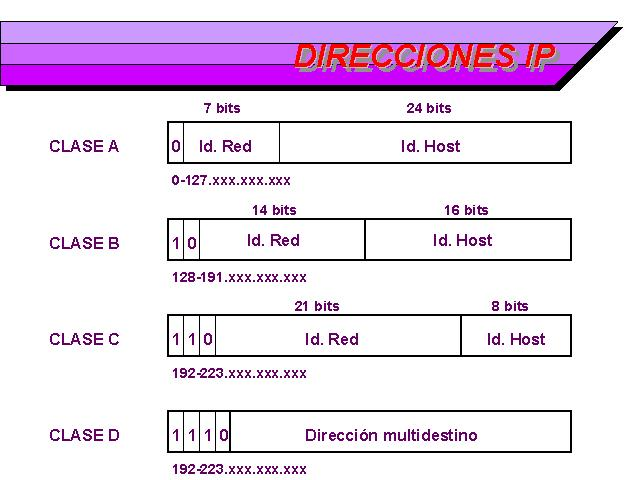 DIRECCIONES IP
7 bits 24 bits
CLASE A 0 Id. Red Id. Host
0-127.xxx.xxx.xxx
14 bits 16 bits
CLASE B 1 0 Id. Red Id. Host
128-191.xxx.xxx.xxx
21 bits 8 bits
CLASE C 1 1 0 Id. Red Id. Host
192-223.xxx.xxx.xxx
CLASE D 1 1 1 0 Dirección multidestino
192-223.xxx.xxx.xxx